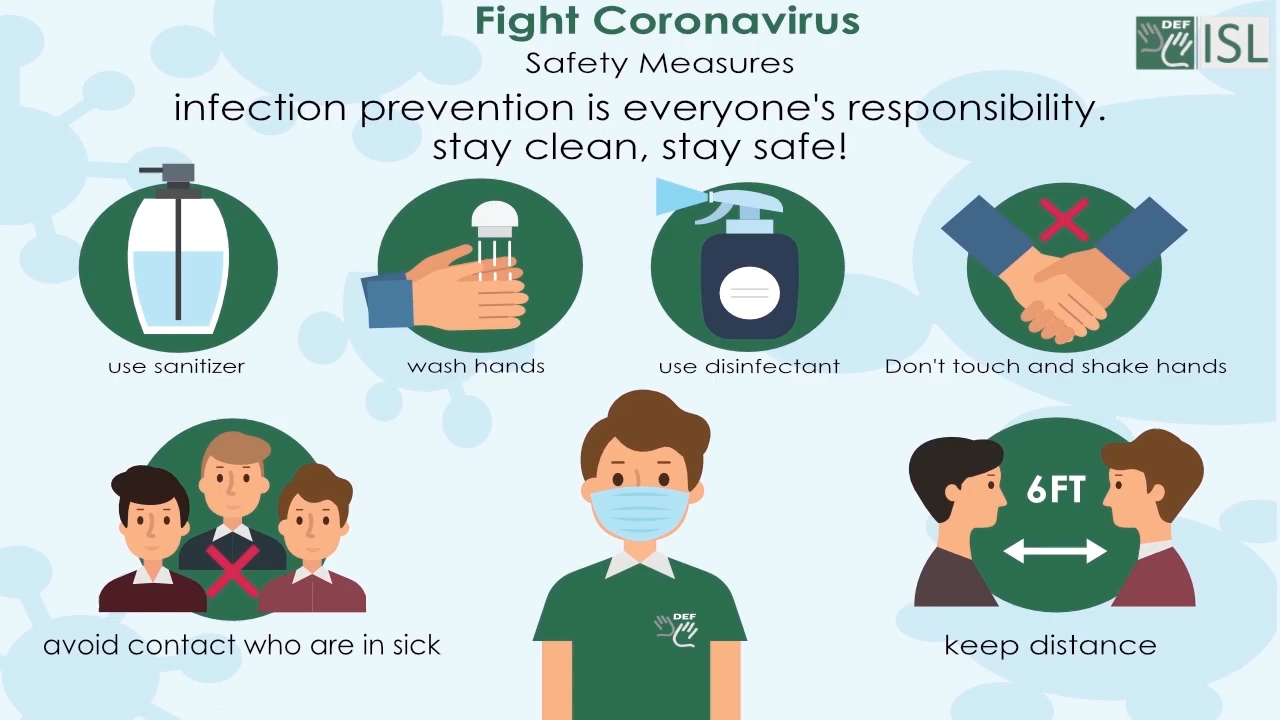 Fight Coronavirus
DEF
ISL
Safety Measures
infection prevention is everyone's responsibility.
stay clean, stay safe!
use sanitizer
wash hands
use disinfectant
Don't touch and shake hands
6FT
DEF
avoid contact who are in sick
keep distance